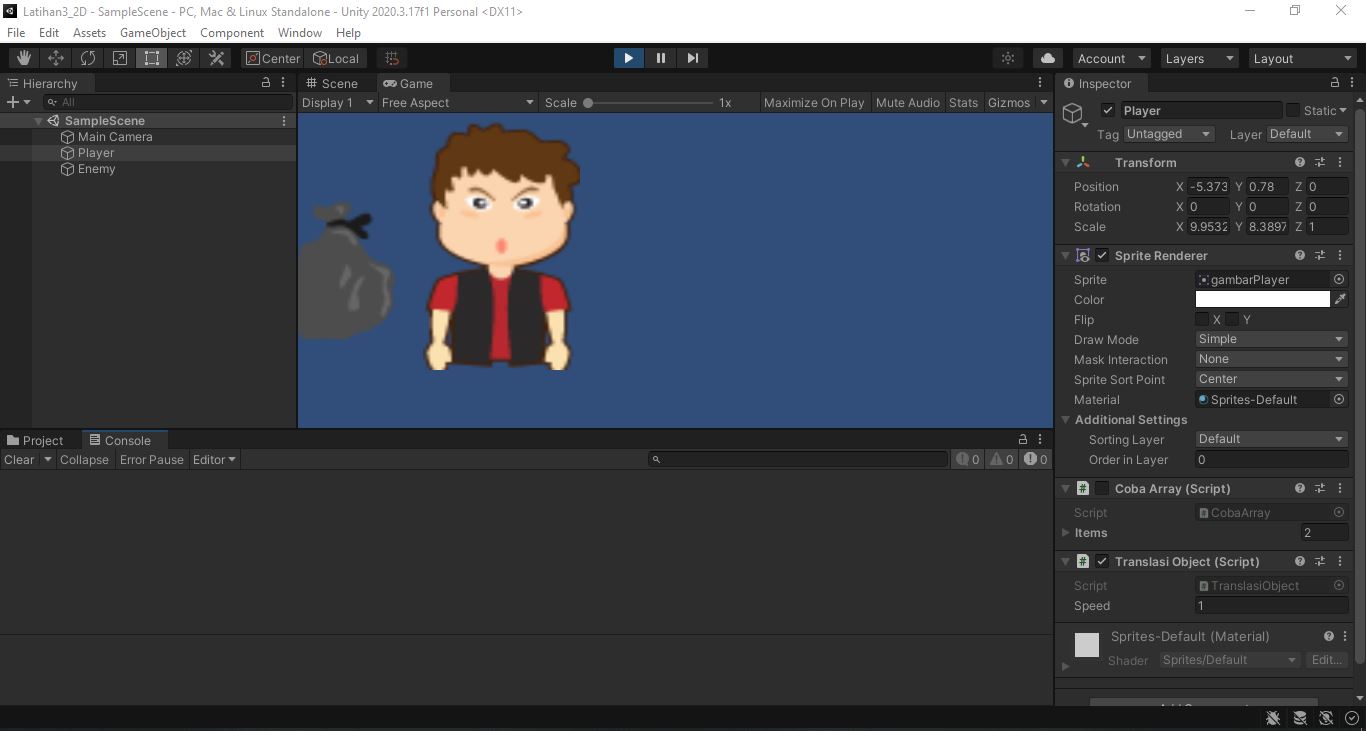 Latihan3_2D - SampleScene - PC, Mac & Linux Standalone - Unity 2020.3.17f1 Personal <DX11>
File Edit Assets GameObject Component Window Help
Center Local Account Layers Layout
Hierarchy
All
SampleScene
Main Camera
Player
Enemy
Scene Game
Display 1 Free Aspect Scale 1x Maximize On Play Mute Audio Stats Gizmos
Project Console
Clear Collapse Error Pause Editor 0 0 0
Inspector
Player Static
Tag Untagged Layer Default
Transform
Position X -5.373 Y 0.78 Z 0
Rotation X 0 Y 0 Z 0
Scale X 9.9532 Y 8.3897 Z 1
Sprite Renderer
Sprite gambarPlayer
Color
Flip X Y
Draw Mode Simple
Mask Interaction None
Sprite Sort Point Center
Material Sprites-Default
Additional Settings
Sorting Layer Default
Order in Layer 0
Coba Array (Script)
Script CobaArray
Items 2
Translasi Object (Script)
Script TranslasiObject
Speed 1
Sprites-Default (Material)
Shader Sprites/Default Edit...